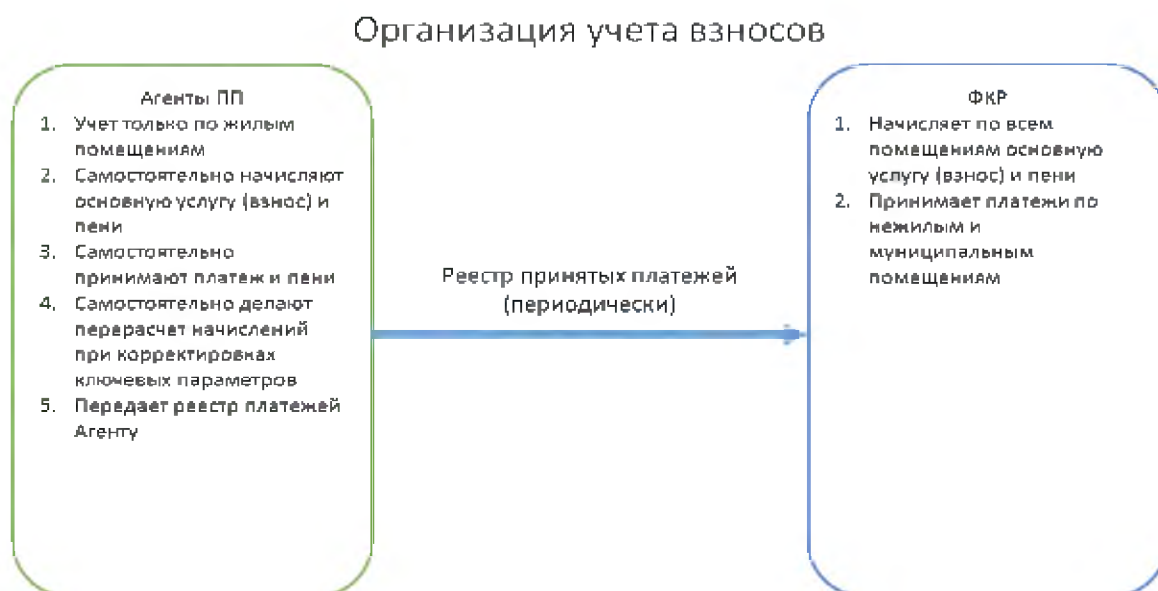 Организация учета взносов
Агенты ПП
1. Учет только по жилым
помещениям
2. Самостоятельно начисляют
основную услугу (взнос) и
пени
3. Самостоятельно
принимают платеж и пени
4. Самостоятельно делают
перерасчет начислений
при корректировках
ключевых параметров
5. Передает реестр платежей
Агенту
Реестр принятых платежей
(периодически)
ФКР
1. Начисляет по всем
помещениям основную
услугу (взнос) и пени
2. Принимает платежи по
нежилым и
муниципальным
помещениям